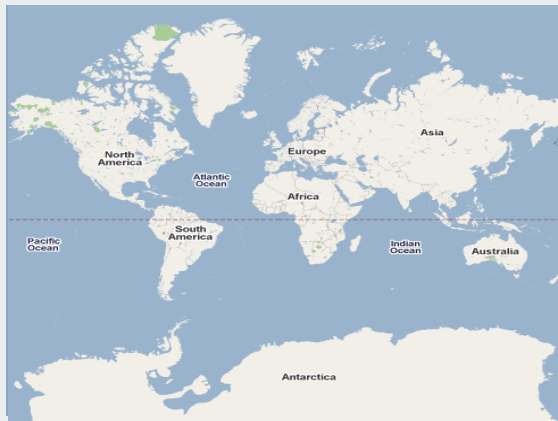 Asia
Europe
North
America
Atlantic
Ocean
Africa
South
America
Pacific
Ocean
Indian
Ocean
Australia
Antarctica